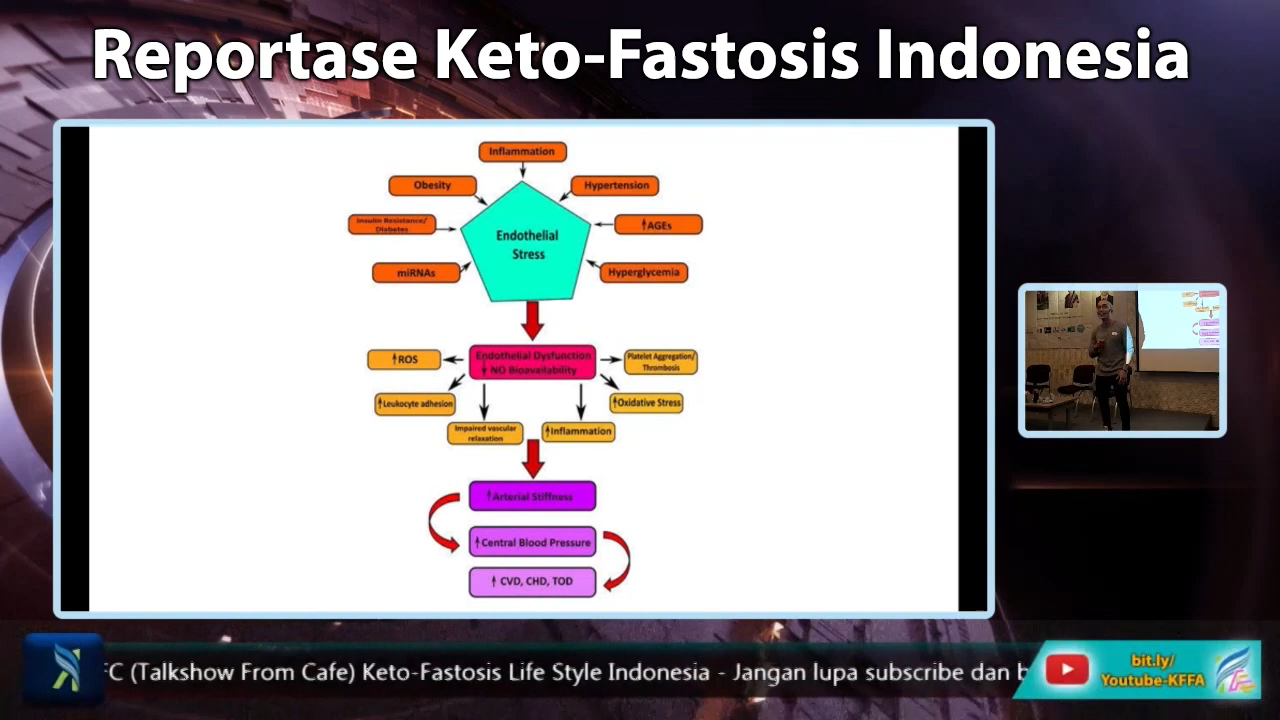 Reportase Keto-Fastosis Indonesia
Inflammation
Obesity
Hypertension
Insulin Resistance/
Diabetes
↑AGEs
Endothelial
Stress
miRNAs
Hyperglycemia
Endothelial Dysfunction
↓ NO Bioavailability
↑ROS
Platelet Aggregation/
Thrombosis
↑Leukocyte adhesion
↑Oxidative Stress
Impaired vascular
relaxation
↑Inflammation
↑Arterial Stiffness
↑Central Blood Pressure
↑ CVD, CHD, TOD
FC (Talkshow From Cafe) Keto-Fastosis Life Style Indonesia - Jangan lupa subscribe dan b
bit.ly/
Youtube-KFFA